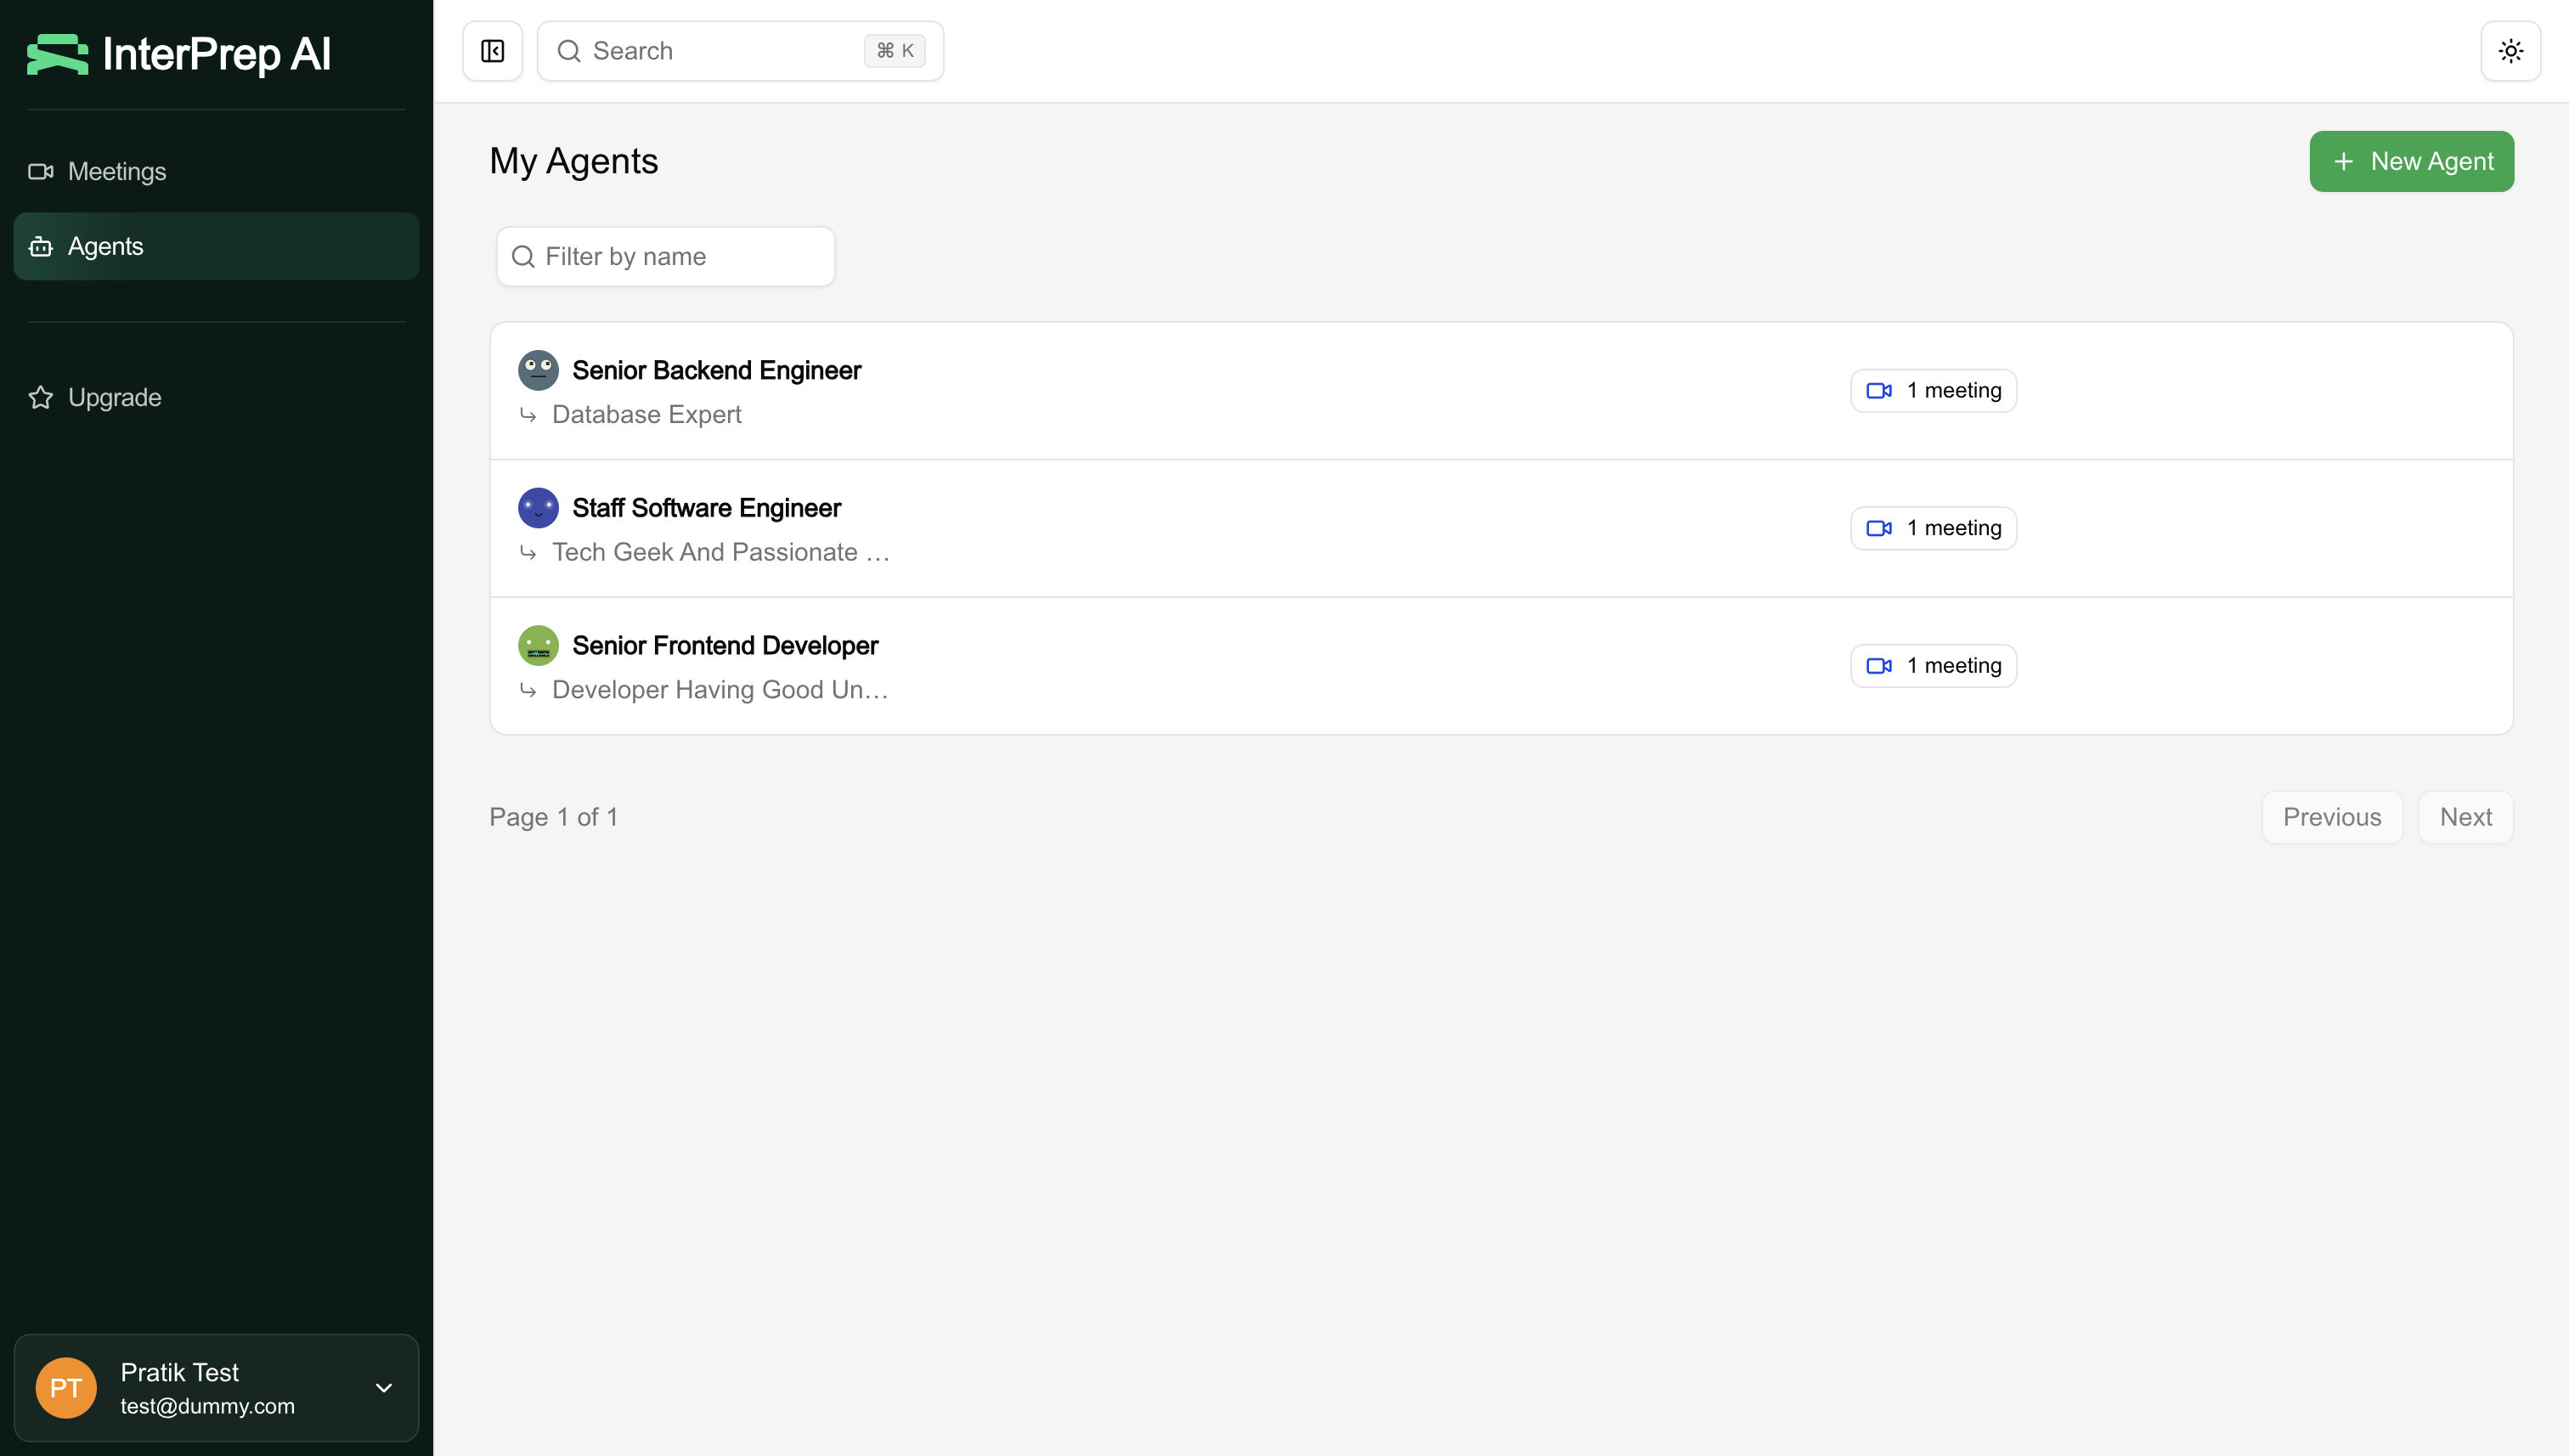 InterPrep AI
Meetings
Agents
Upgrade
PT
Pratik Test
test@dummy.com
Search
⌘ K
My Agents
New Agent
Filter by name
Senior Backend Engineer
Database Expert
1 meeting
Staff Software Engineer
Tech Geek And Passionate …
1 meeting
Senior Frontend Developer
Developer Having Good Un…
1 meeting
Page 1 of 1
Previous
Next